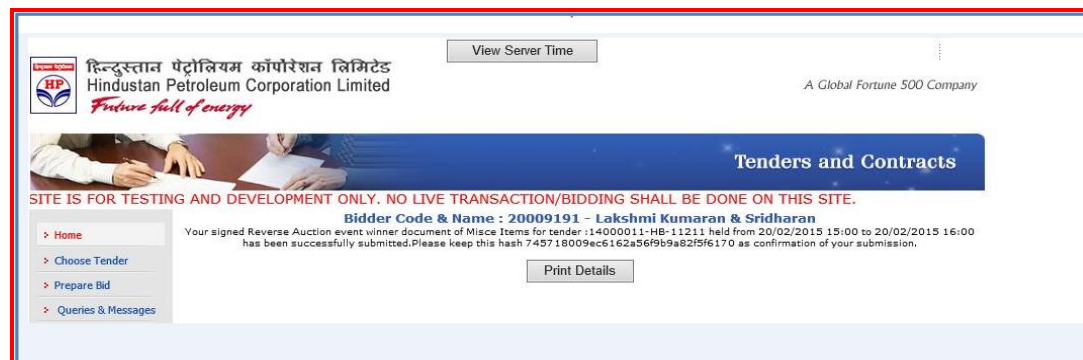 View Server Time
हिन्दुस्तान पेट्रोलियम कॉर्पोरेशन लिमिटेड
Hindustan Petroleum Corporation Limited
HP
Future full of energy
A Global Fortune 500 Company
Tenders and Contracts
SITE IS FOR TESTING AND DEVELOPMENT ONLY. NO LIVE TRANSACTION/BIDDING SHALL BE DONE ON THIS SITE.
Bidder Code & Name : 20009191 - Lakshmi Kumaran & Sridharan
Your signed Reverse Auction event winner document of Misce Items for tender :14000011-HB-11211 held from 20/02/2015 15:00 to 20/02/2015 16:00
has been successfully submitted.Please keep this hash 745718009ec6162a56f9b9a82f5f6170 as confirmation of your submission.
Print Details
Home
Choose Tender
Prepare Bid
Queries & Messages